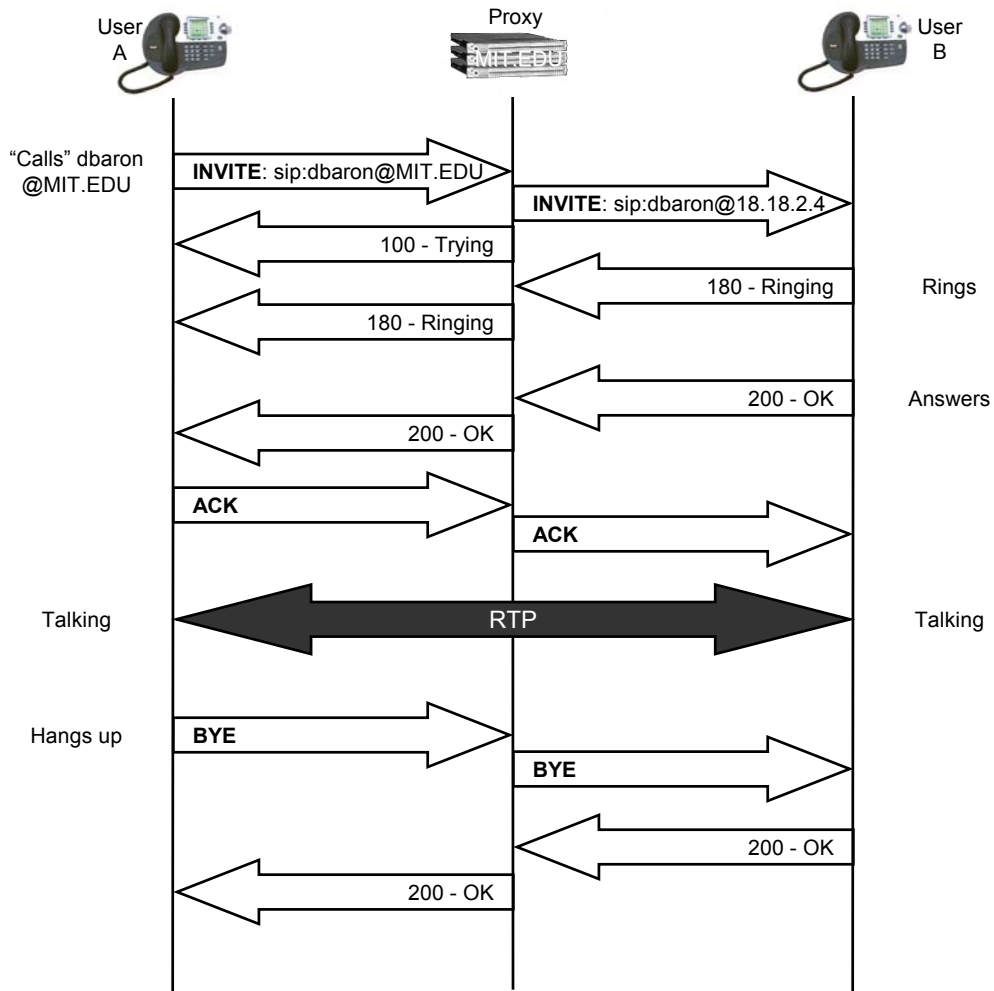 User
A
Proxy
MIT.EDU
User
B
“Calls” dbaron
@MIT.EDU
INVITE: sip:dbaron@MIT.EDU
INVITE: sip:dbaron@18.18.2.4
100 - Trying
180 - Ringing
Rings
180 - Ringing
200 - OK
Answers
200 - OK
ACK
ACK
Talking
RTP
Talking
Hangs up
BYE
BYE
200 - OK
200 - OK